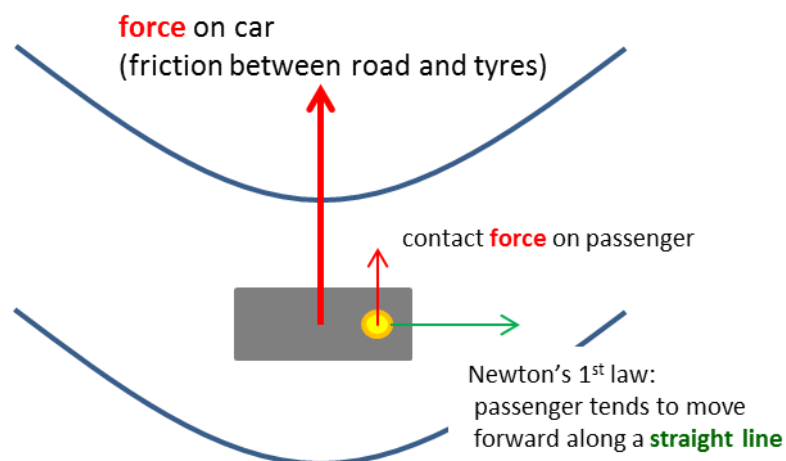 force on car
(friction between road and tyres)
contact force on passenger
Newton’s 1st law:
passenger tends to move
forward along a straight line